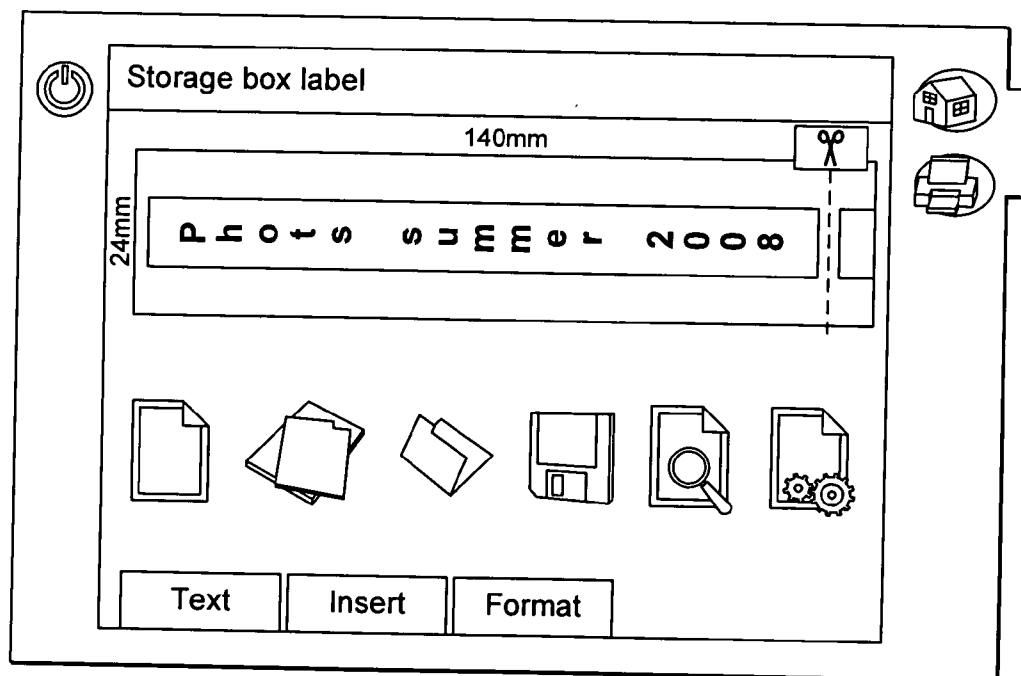 Storage box label
140mm
24mm
Phots summer 2008
Text
Insert
Format